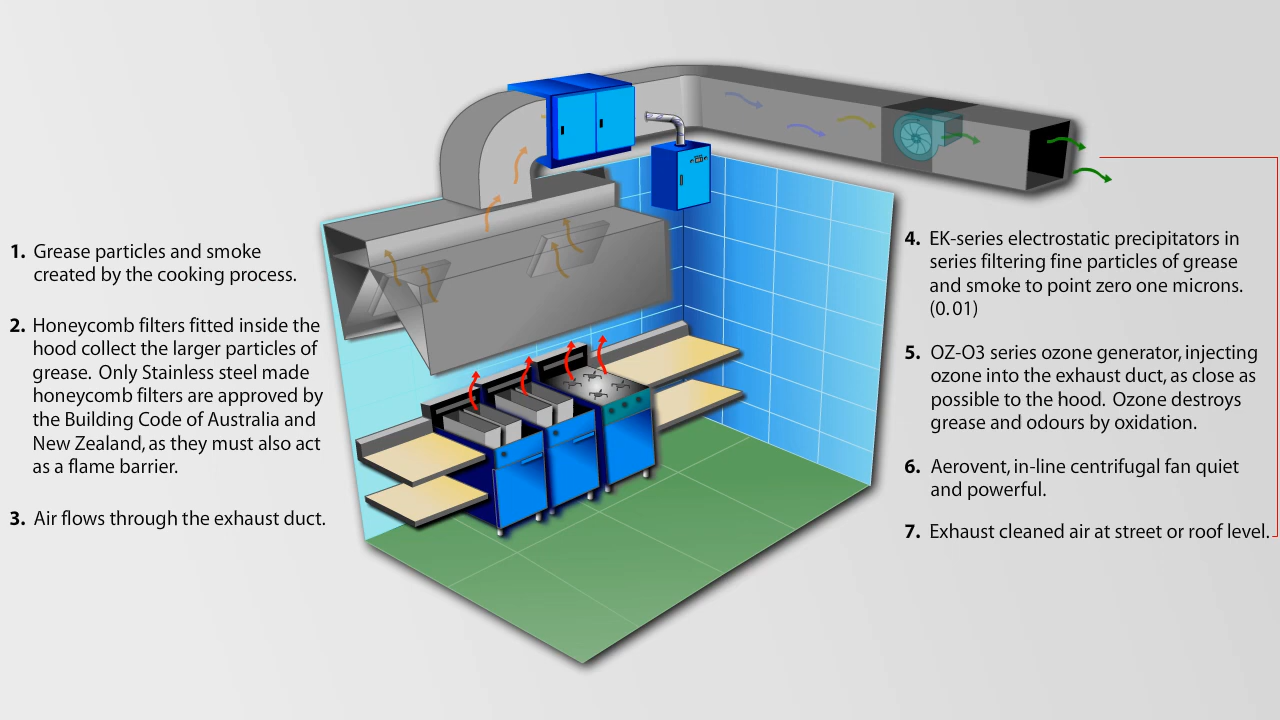 1. Grease particles and smoke
created by the cooking process.
2. Honeycomb filters fitted inside the
hood collect the larger particles of
grease. Only Stainless steel made
honeycomb filters are approved by
the Building Code of Australia and
New Zealand, as they must also act
as a flame barrier.
3. Air flows through the exhaust duct.
4. EK-series electrostatic precipitators in
series filtering fine particles of grease
and smoke to point zero one microns.
(0.01)
5. OZ-O3 series ozone generator, injecting
ozone into the exhaust duct, as close as
possible to the hood. Ozone destroys
grease and odours by oxidation.
6. Aerovent, in-line centrifugal fan quiet
and powerful.
7. Exhaust cleaned air at street or roof level.